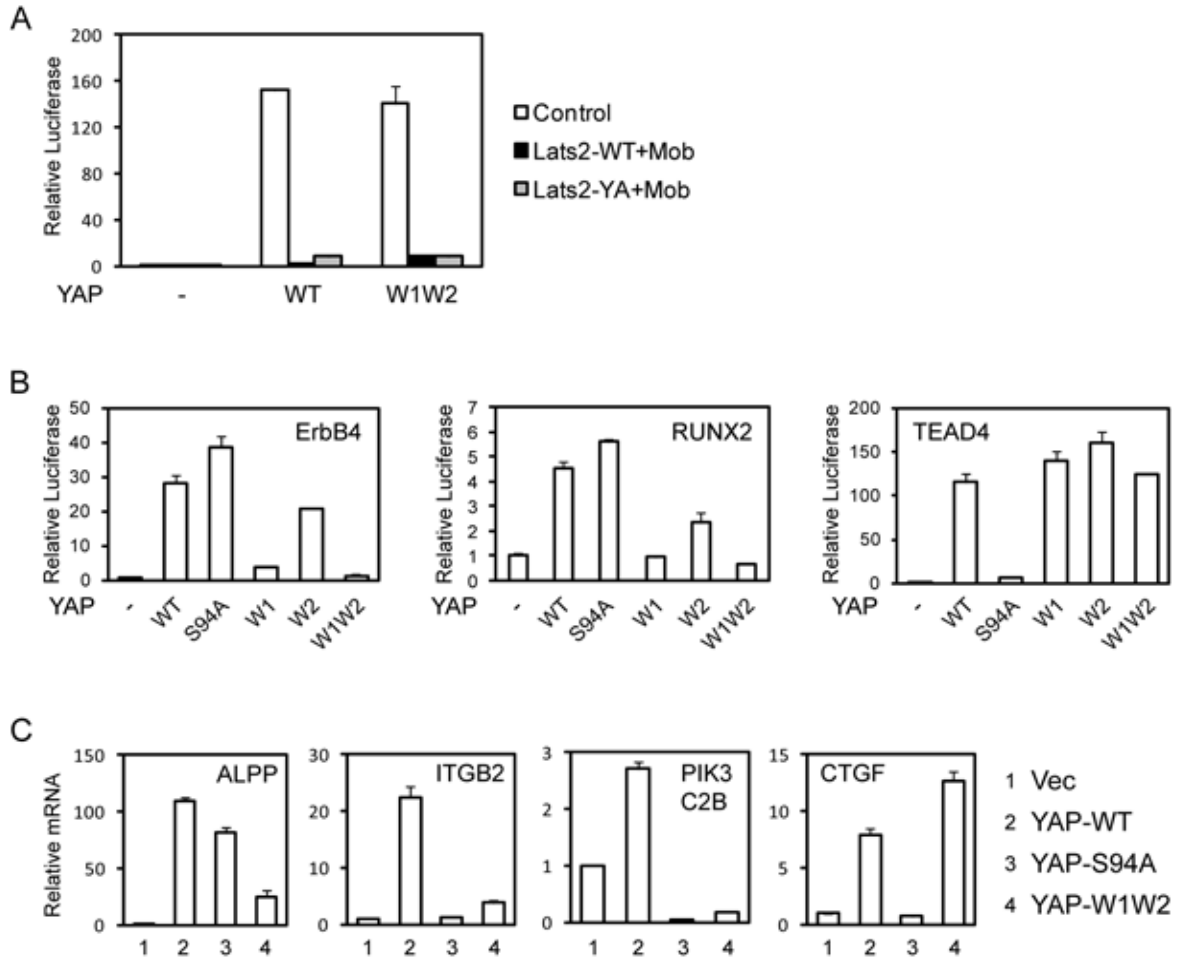 A
Relative Luciferase
200
160
120
80
40
0
YAP - WT W1W2
Control
Lats2-WT+Mob
Lats2-YA+Mob
B
Relative Luciferase
50
40
30
20
10
0
ErbB4
YAP - WT S94A W1 W2 W1W2
Relative Luciferase
7
6
5
4
3
2
1
0
RUNX2
YAP - WT S94A W1 W2 W1W2
Relative Luciferase
200
150
100
50
0
TEAD4
YAP - WT S94A W1 W2 W1W2
C
Relative mRNA
150
100
50
0
ALPP
1 2 3 4
30
20
10
0
ITGB2
1 2 3 4
3
2
1
0
PIK3
C2B
1 2 3 4
15
10
5
0
CTGF
1 2 3 4
1 Vec
2 YAP-WT
3 YAP-S94A
4 YAP-W1W2